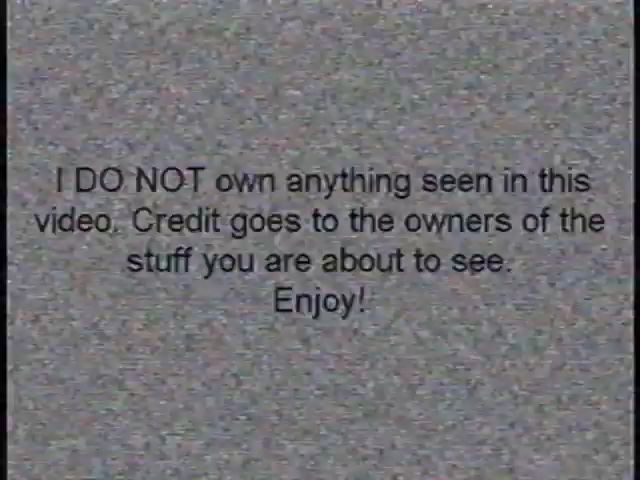 I DO NOT own anything seen in this
video. Credit goes to the owners of the
stuff you are about to see.
Enjoy!